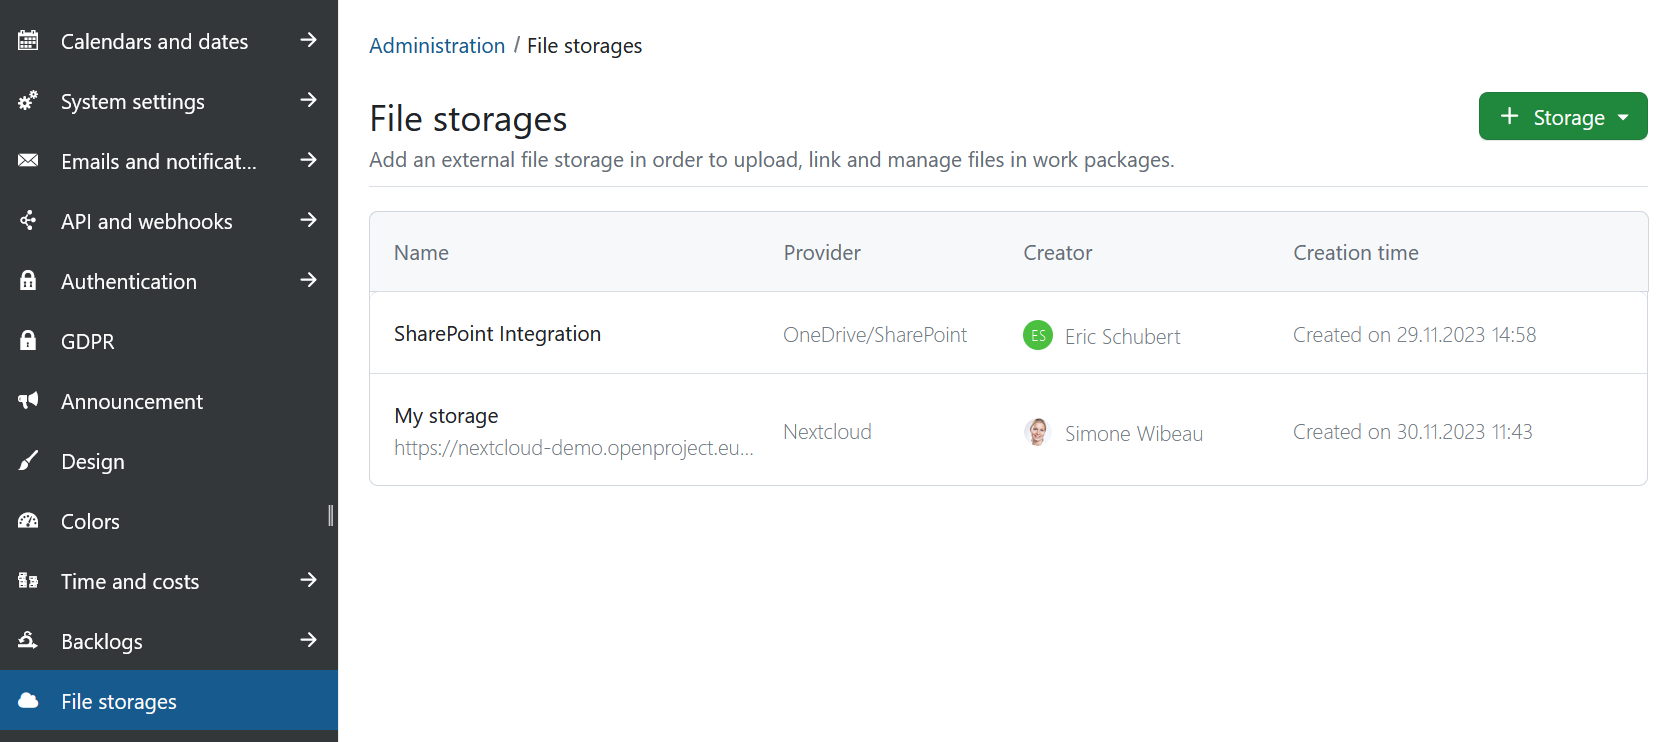 Calendars and dates
System settings
Emails and notificat...
API and webhooks
Authentication
GDPR
Announcement
Design
Colors
Time and costs
Backlogs
File storages
Administration / File storages
File storages
+ Storage
Add an external file storage in order to upload, link and manage files in work packages.
Name Provider Creator Creation time
SharePoint Integration OneDrive/SharePoint ES Eric Schubert Created on 29.11.2023 14:58
My storage Nextcloud Simone Wibeau Created on 30.11.2023 11:43
https://nextcloud-demo.openproject.eu...